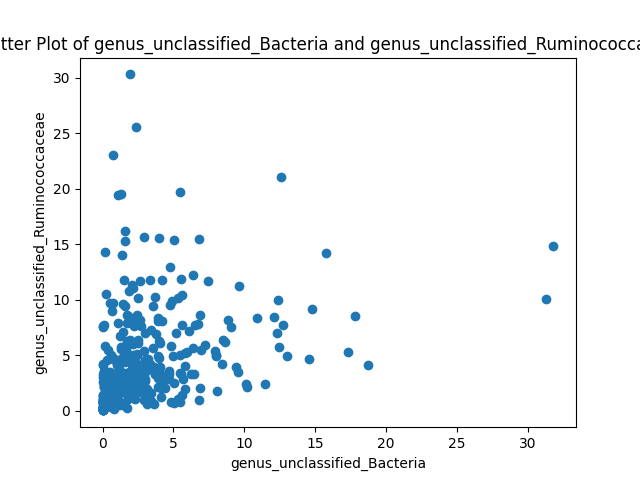 tter Plot of genus_unclassified_Bacteria and genus_unclassified_Ruminococca
30
25
20
15
10
5
0
genus_unclassified_Ruminococcaceae
0 5 10 15 20 25 30
genus_unclassified_Bacteria